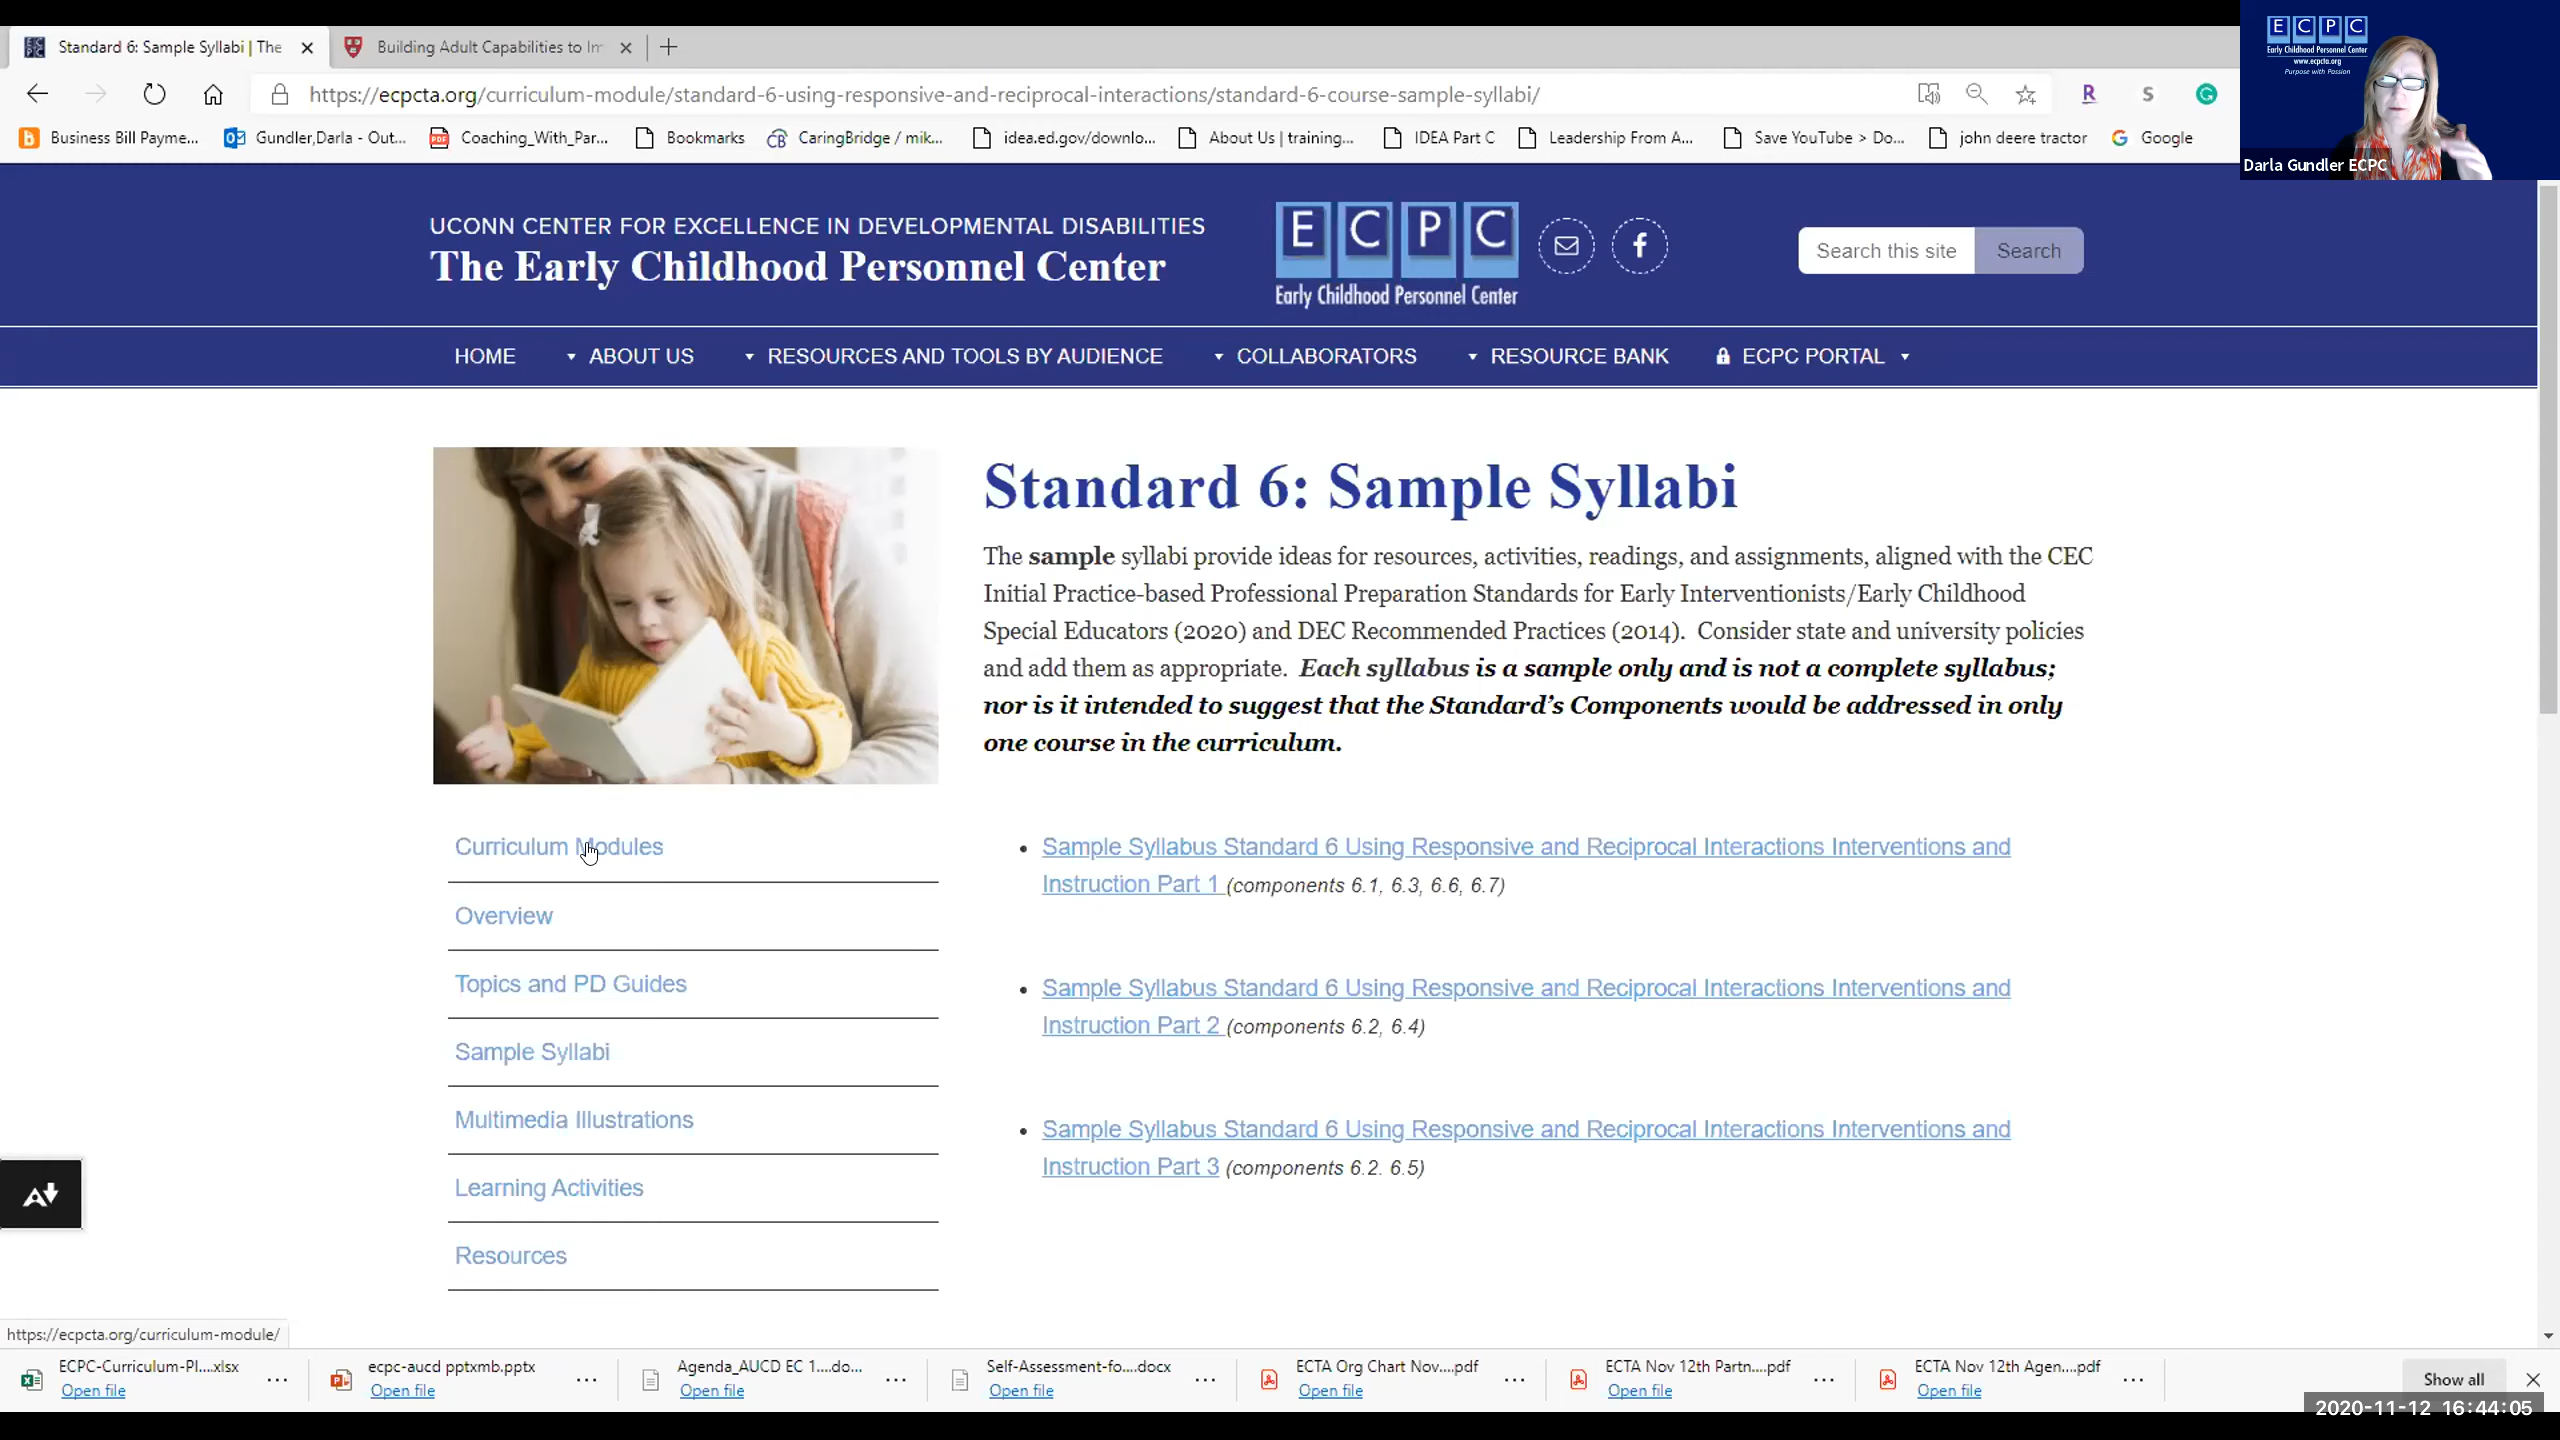 Standard 6: Sample Syllabi | The
Building Adult Capabilities to Im
E C P C
Early Childhood Personnel Center
www.ecpcta.org
Purpose with Passion
Darla Gundler ECPC
https://ecpcta.org/curriculum-module/standard-6-using-responsive-and-reciprocal-interactions/standard-6-course-sample-syllabi/
R
S
Business Bill Payme...
Gundler,Darla - Out...
Coaching_With_Par...
Bookmarks
CaringBridge / mik...
idea.ed.gov/downlo...
About Us | training...
IDEA Part C
Leadership From A...
Save YouTube > Do...
john deere tractor
Google
UCONN CENTER FOR EXCELLENCE IN DEVELOPMENTAL DISABILITIES
The Early Childhood Personnel Center
E C P C
Early Childhood Personnel Center
Search this site
Search
HOME
ABOUT US
RESOURCES AND TOOLS BY AUDIENCE
COLLABORATORS
RESOURCE BANK
ECPC PORTAL
Standard 6: Sample Syllabi
The sample syllabi provide ideas for resources, activities, readings, and assignments, aligned with the CEC
Initial Practice-based Professional Preparation Standards for Early Interventionists/Early Childhood
Special Educators (2020) and DEC Recommended Practices (2014). Consider state and university policies
and add them as appropriate. Each syllabus is a sample only and is not a complete syllabus;
nor is it intended to suggest that the Standard's Components would be addressed in only
one course in the curriculum.
Curriculum Modules
Overview
Topics and PD Guides
Sample Syllabi
Multimedia Illustrations
Learning Activities
Resources
Sample Syllabus Standard 6 Using Responsive and Reciprocal Interactions Interventions and
Instruction Part 1 (components 6.1, 6.3, 6.6, 6.7)
Sample Syllabus Standard 6 Using Responsive and Reciprocal Interactions Interventions and
Instruction Part 2 (components 6.2, 6.4)
Sample Syllabus Standard 6 Using Responsive and Reciprocal Interactions Interventions and
Instruction Part 3 (components 6.2. 6.5)
https://ecpcta.org/curriculum-module/
ECPC-Curriculum-Pl....xlsx
Open file
ecpc-aucd pptxmb.pptx
Open file
Agenda_AUCD EC 1....do...
Open file
Self-Assessment-fo....docx
Open file
ECTA Org Chart Nov....pdf
Open file
ECTA Nov 12th Partn....pdf
Open file
ECTA Nov 12th Agen....pdf
Open file
Show all
2020-11-12 16:44:05